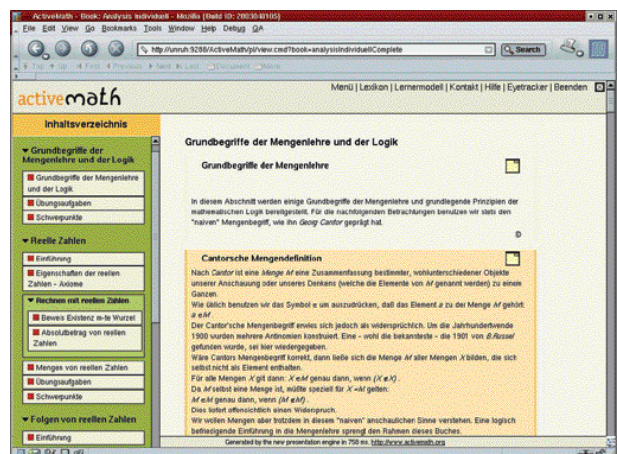 ActiveMath - Book: Analysis Individuell - Mozilla {Build ID: 2003040105}
File Edit View Go Bookmarks Tools Window Help Debug QA
http://unruh:9288/ActiveMath/pl/view.cmd?book=analysisIndividuellComplete
Search
Top Up First Previous Next Last Document More
activemath
Menü | Lexikon | Lernermodell | Kontakt | Hilfe | Eyetracker | Beenden
Inhaltsverzeichnis
Grundbegriffe der
Mengenlehre und der Logik
Grundbegriffe der Mengenlehre
und der Logik
Übungsaufgaben
Schwerpunkte
Reelle Zahlen
Einführung
Eigenschaften der reellen
Zahlen - Axiome
Rechnen mit reellen Zahlen
Beweis Existenz m-te Wurzel
Absolutbetrag von reellen
Zahlen
Menges von reellen Zahlen
Übungsaufgaben
Schwerpunkte
Folgen von reellen Zahlen
Einführung
Grundbegriffe der Mengenlehre und der Logik
Grundbegriffe der Mengenlehre
In diesem Abschnitt werden einige Grundbegriffe der Mengenlehre und grundlegende Prinzipien der
mathematischen Logik bereitgestellt. Für die nachfolgenden Betrachtungen benutzen wir stets den
"naiven" Mengenbegriff, wie ihn Georg Cantor geprägt hat.
Cantorsche Mengendefinition
Nach Cantor ist eine Menge M eine Zusammenfassung bestimmter, wohlunterschiedener Objekte
unserer Anschauung oder unseres Denkens (welche die Elemente von M genannt werden) zu einem
Ganzen.
Wie üblich benutzen wir das Symbol ∈ um auszudrücken, daß das Element a zu der Menge M gehört:
a∈M.
Der Cantor'sche Mengenbegriff erwies sich jedoch als widersprüchlich. Um die Jahrhundertwende
1900 wurden mehrere Antinomien konstruiert. Eine - wohl die bekannteste - die 1901 von B.Russel
gefunden wurde, sei hier wiedergegeben.
Wäre Cantors Mengenbegriff korrekt, dann ließe sich die Menge M aller Mengen X bilden, die sich
selbst nicht als Element enthalten.
Für alle Mengen X gilt dann: X∈M genau dann, wenn (X∉X).
Da M selbst eine Menge ist, müßte speziell für X=M gelten:
M∈M genau dann, wenn (M∉M).
Dies liefert offensichtlich einen Widerspruch.
Wir wollen Mengen aber trotzdem in diesem "naiven" anschaulichen Sinne verstehen. Eine logisch
befriedigende Einführung in die Mengenlehre sprengt den Rahmen dieses Buches.
Generated by the new presentation engine in 750 ms. http://www.activemath.org